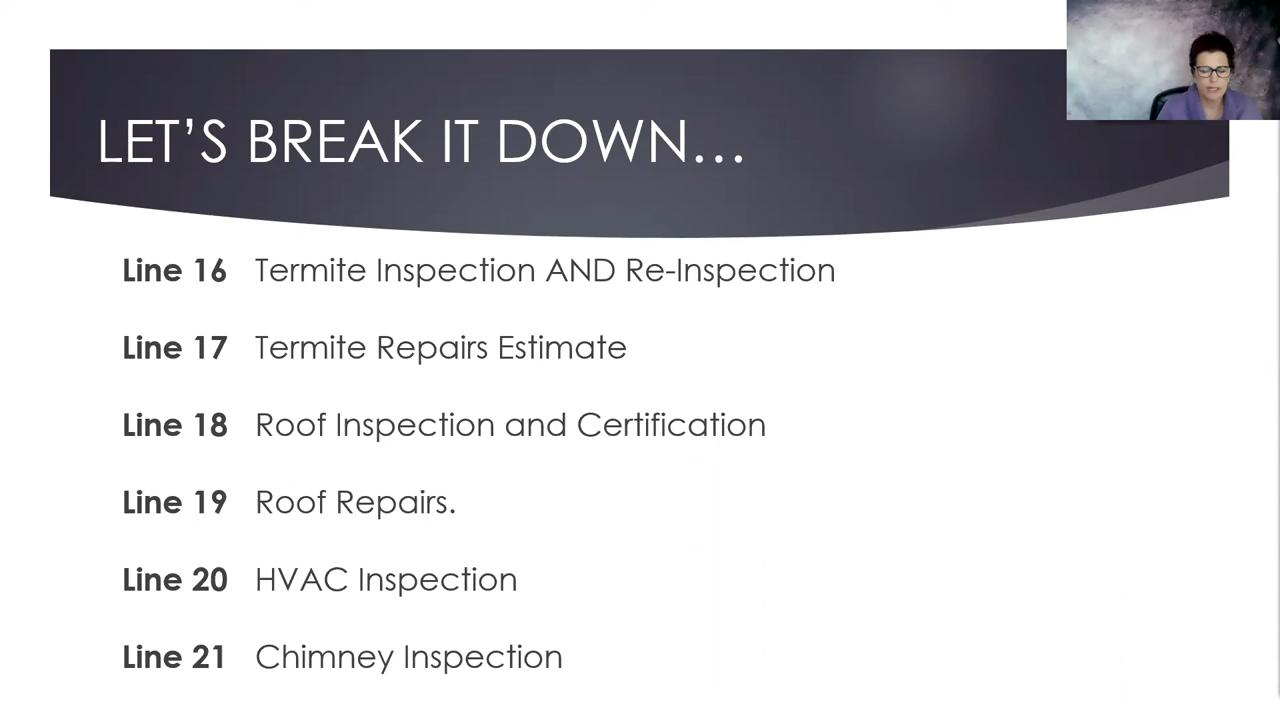 LET’S BREAK IT DOWN…
Line 16 Termite Inspection AND Re-Inspection
Line 17 Termite Repairs Estimate
Line 18 Roof Inspection and Certification
Line 19 Roof Repairs.
Line 20 HVAC Inspection
Line 21 Chimney Inspection